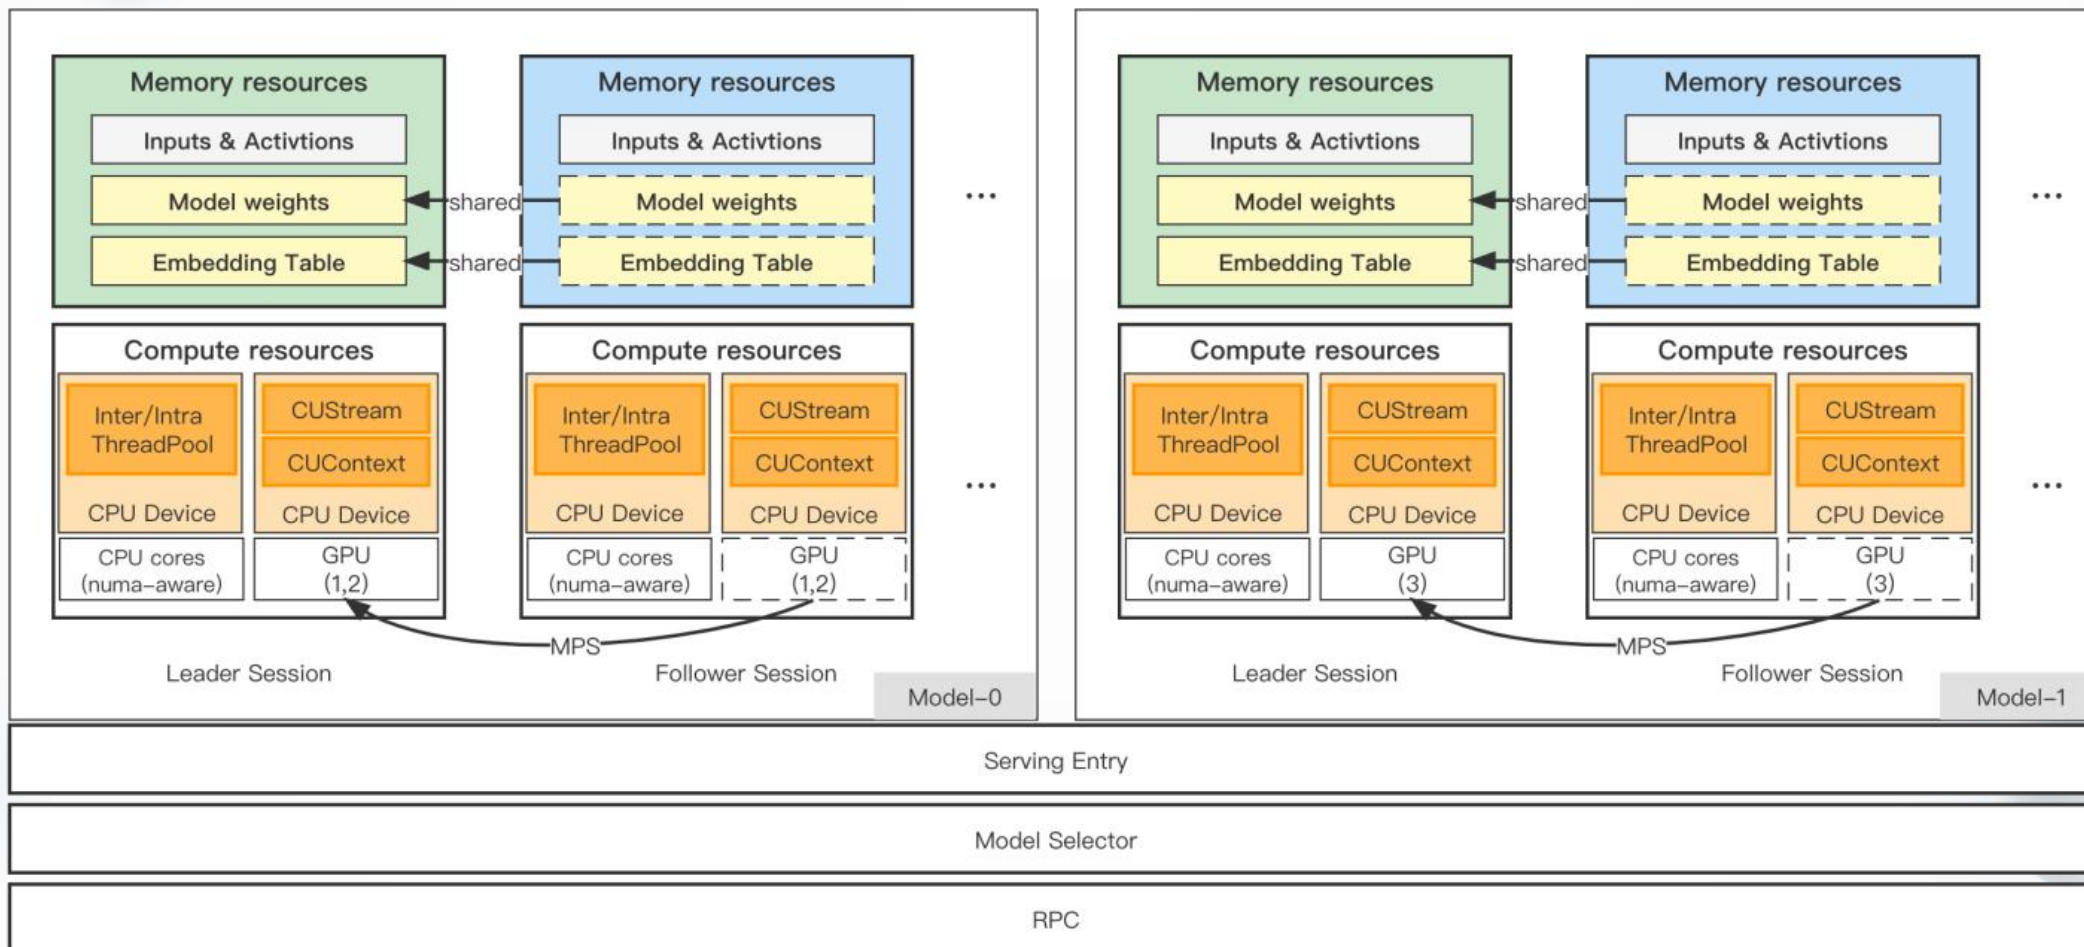 Memory resources
Inputs & Activtions
Model weights
Embedding Table
shared
shared
Memory resources
Inputs & Activtions
Model weights
Embedding Table
...
Compute resources
Inter/Intra
ThreadPool
CPU Device
CUStream
CUContext
CPU Device
CPU cores
(numa-aware)
GPU
(1,2)
Compute resources
Inter/Intra
ThreadPool
CPU Device
CUStream
CUContext
CPU Device
CPU cores
(numa-aware)
GPU
(1,2)
...
MPS
Leader Session
Follower Session
Model-0
Memory resources
Inputs & Activtions
Model weights
Embedding Table
shared
shared
Memory resources
Inputs & Activtions
Model weights
Embedding Table
...
Compute resources
Inter/Intra
ThreadPool
CPU Device
CUStream
CUContext
CPU Device
CPU cores
(numa-aware)
GPU
(3)
Compute resources
Inter/Intra
ThreadPool
CPU Device
CUStream
CUContext
CPU Device
CPU cores
(numa-aware)
GPU
(3)
...
MPS
Leader Session
Follower Session
Model-1
Serving Entry
Model Selector
RPC